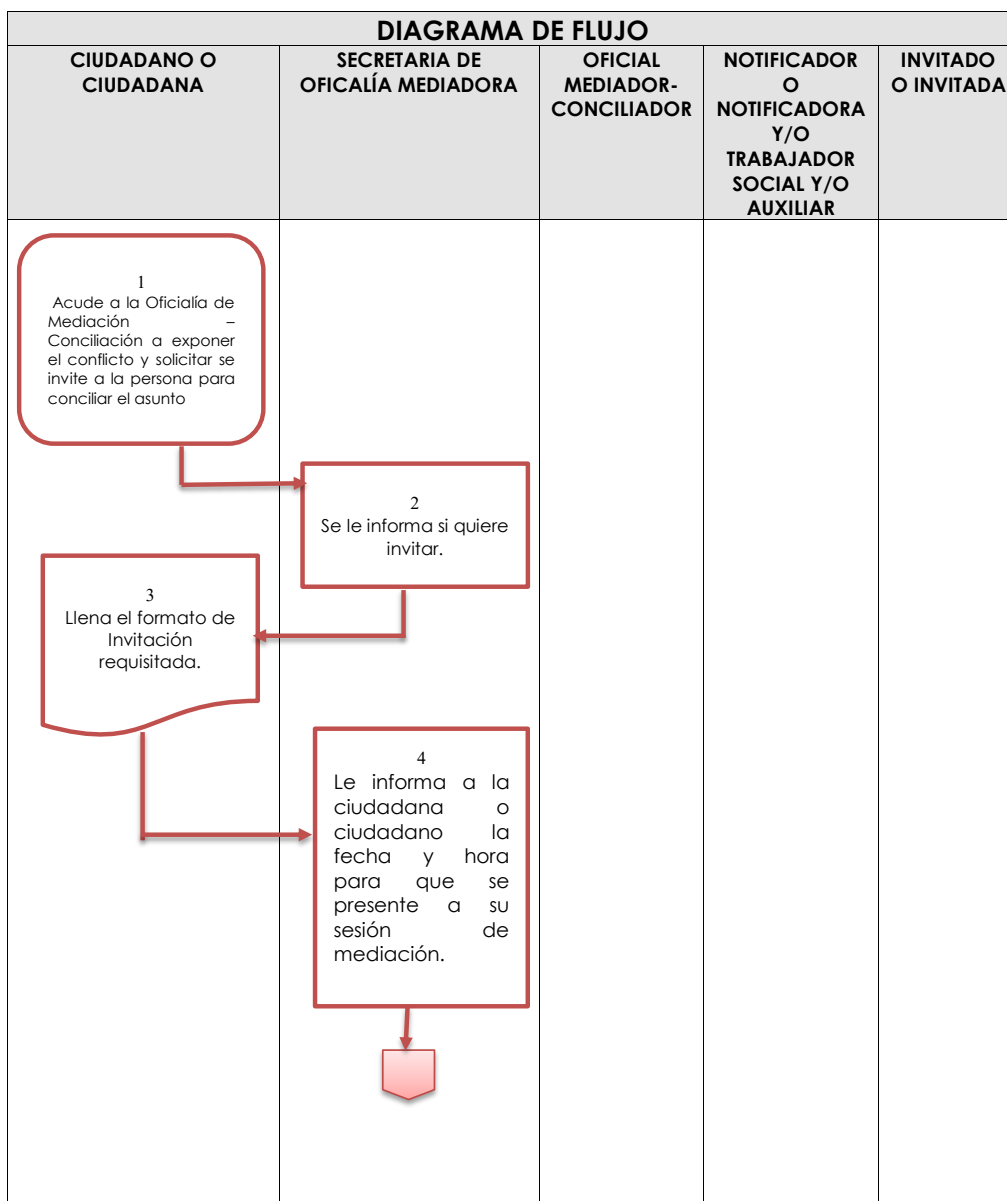 DIAGRAMA DE FLUJO
CIUDADANO O
CIUDADANA
SECRETARIA DE
OFICALÍA MEDIADORA
OFICIAL
MEDIADOR-
CONCILIADOR
NOTIFICADOR
O
NOTIFICADORA
Y/O
TRABAJADOR
SOCIAL Y/O
AUXILIAR
INVITADO
O INVITADA
1
Acude a la Oficialía de
Mediación –
Conciliación a exponer
el conflicto y solicitar se
invite a la persona para
conciliar el asunto
2
Se le informa si quiere
invitar.
3
Llena el formato de
Invitación
requisitada.
4
Le informa a la
ciudadana o
ciudadano la
fecha y hora
para que se
presente a su
sesión de
mediación.